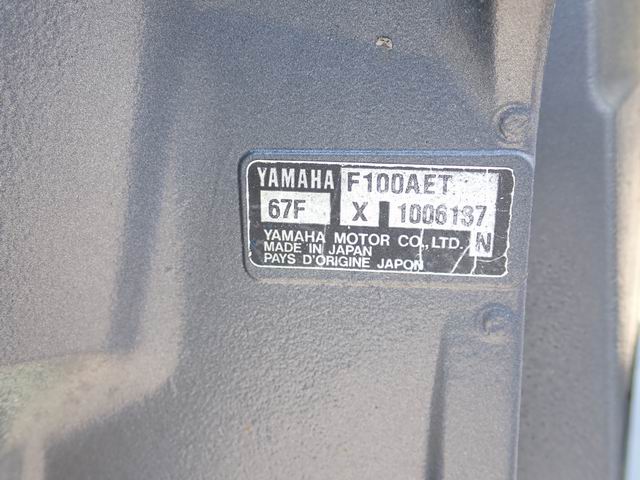 YAMAHA F100AET
67F X 1006137
YAMAHA MOTOR CO.,LTD. N
MADE IN JAPAN
PAYS D'ORIGINE JAPON